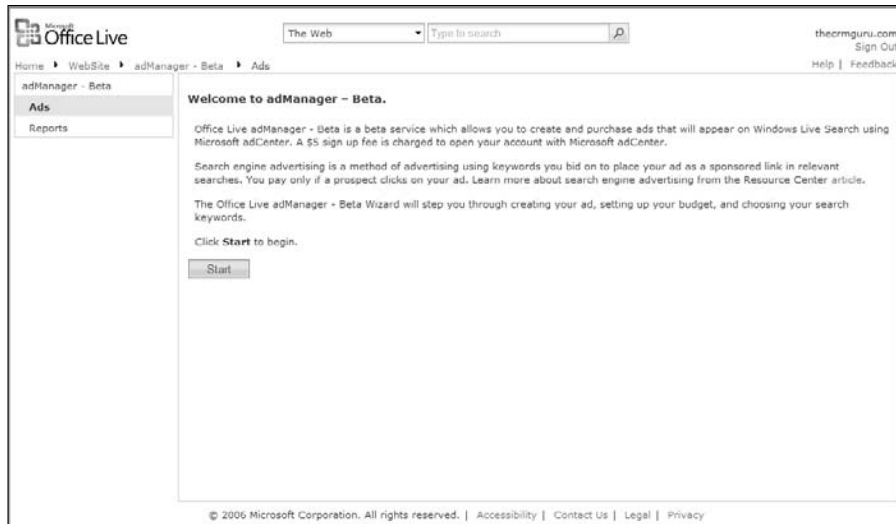 Microsoft
Office Live
The Web
Type to search
thecrmguru.com
Sign Out
Home WebSite adManager - Beta Ads
Help | Feedback
adManager - Beta
Ads
Reports
Welcome to adManager – Beta.
Office Live adManager - Beta is a beta service which allows you to create and purchase ads that will appear on Windows Live Search using
Microsoft adCenter. A $5 sign up fee is charged to open your account with Microsoft adCenter.
Search engine advertising is a method of advertising using keywords you bid on to place your ad as a sponsored link in relevant
searches. You pay only if a prospect clicks on your ad. Learn more about search engine advertising from the Resource Center article.
The Office Live adManager - Beta Wizard will step you through creating your ad, setting up your budget, and choosing your search
keywords.
Click Start to begin.
Start
© 2006 Microsoft Corporation. All rights reserved. | Accessibility | Contact Us | Legal | Privacy